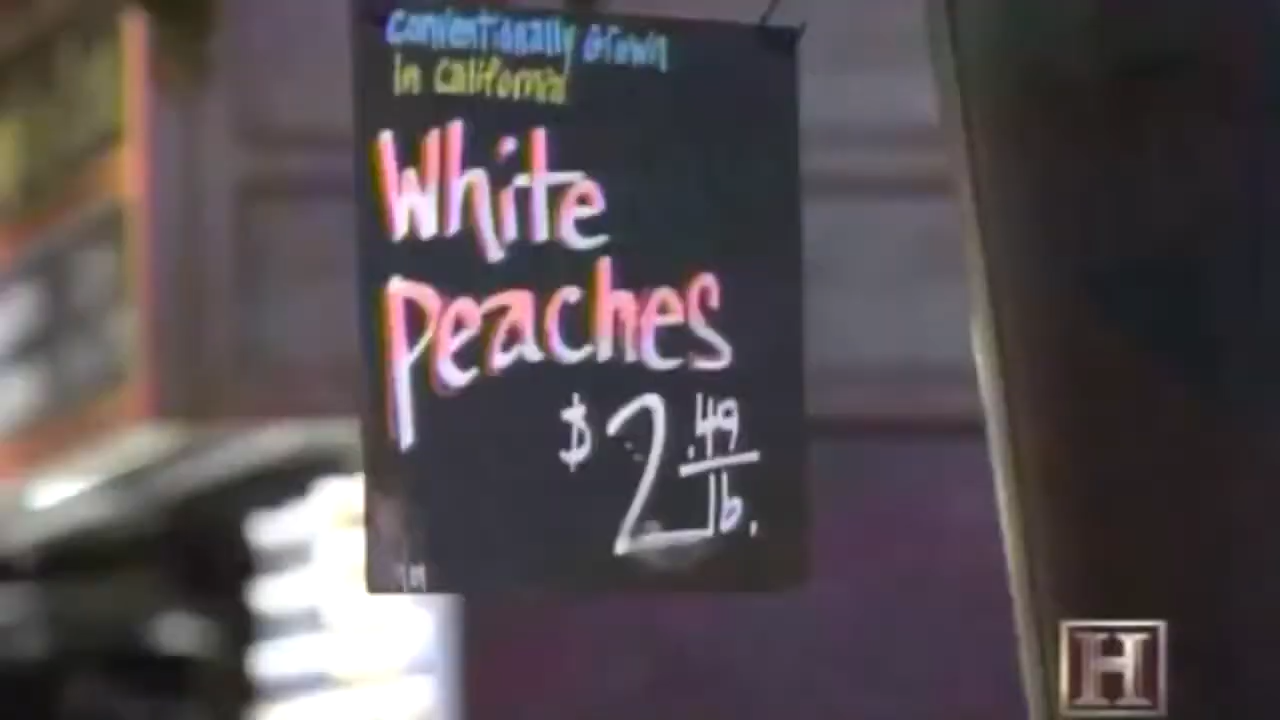 conventionally Grown
in California
White
peaches
$2.49
lb.
H